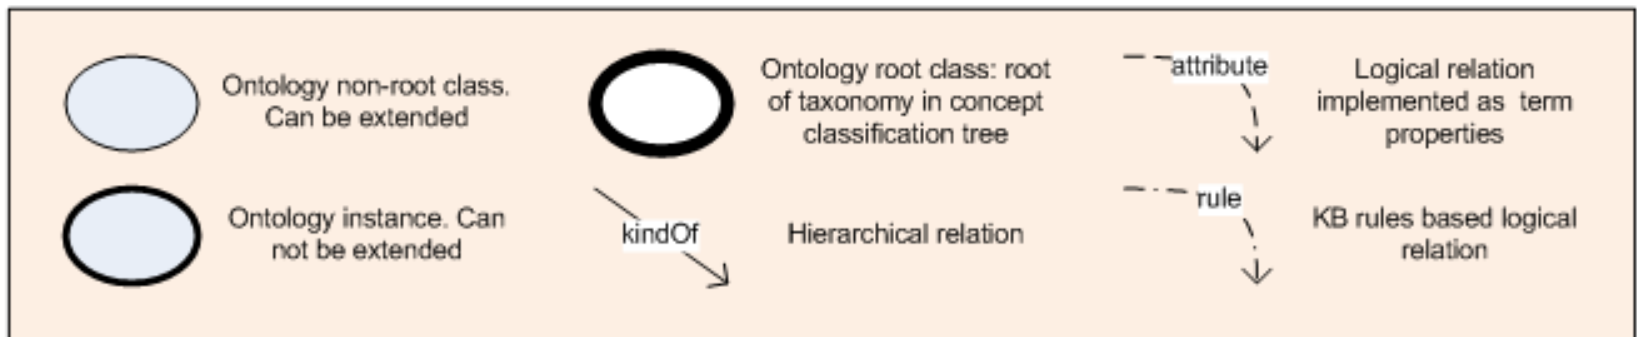 Ontology non-root class.
Can be extended
Ontology root class: root
of taxonomy in concept
classification tree
attribute
Logical relation
implemented as term
properties
Ontology instance. Can
not be extended
kindOf
Hierarchical relation
rule
KB rules based logical
relation